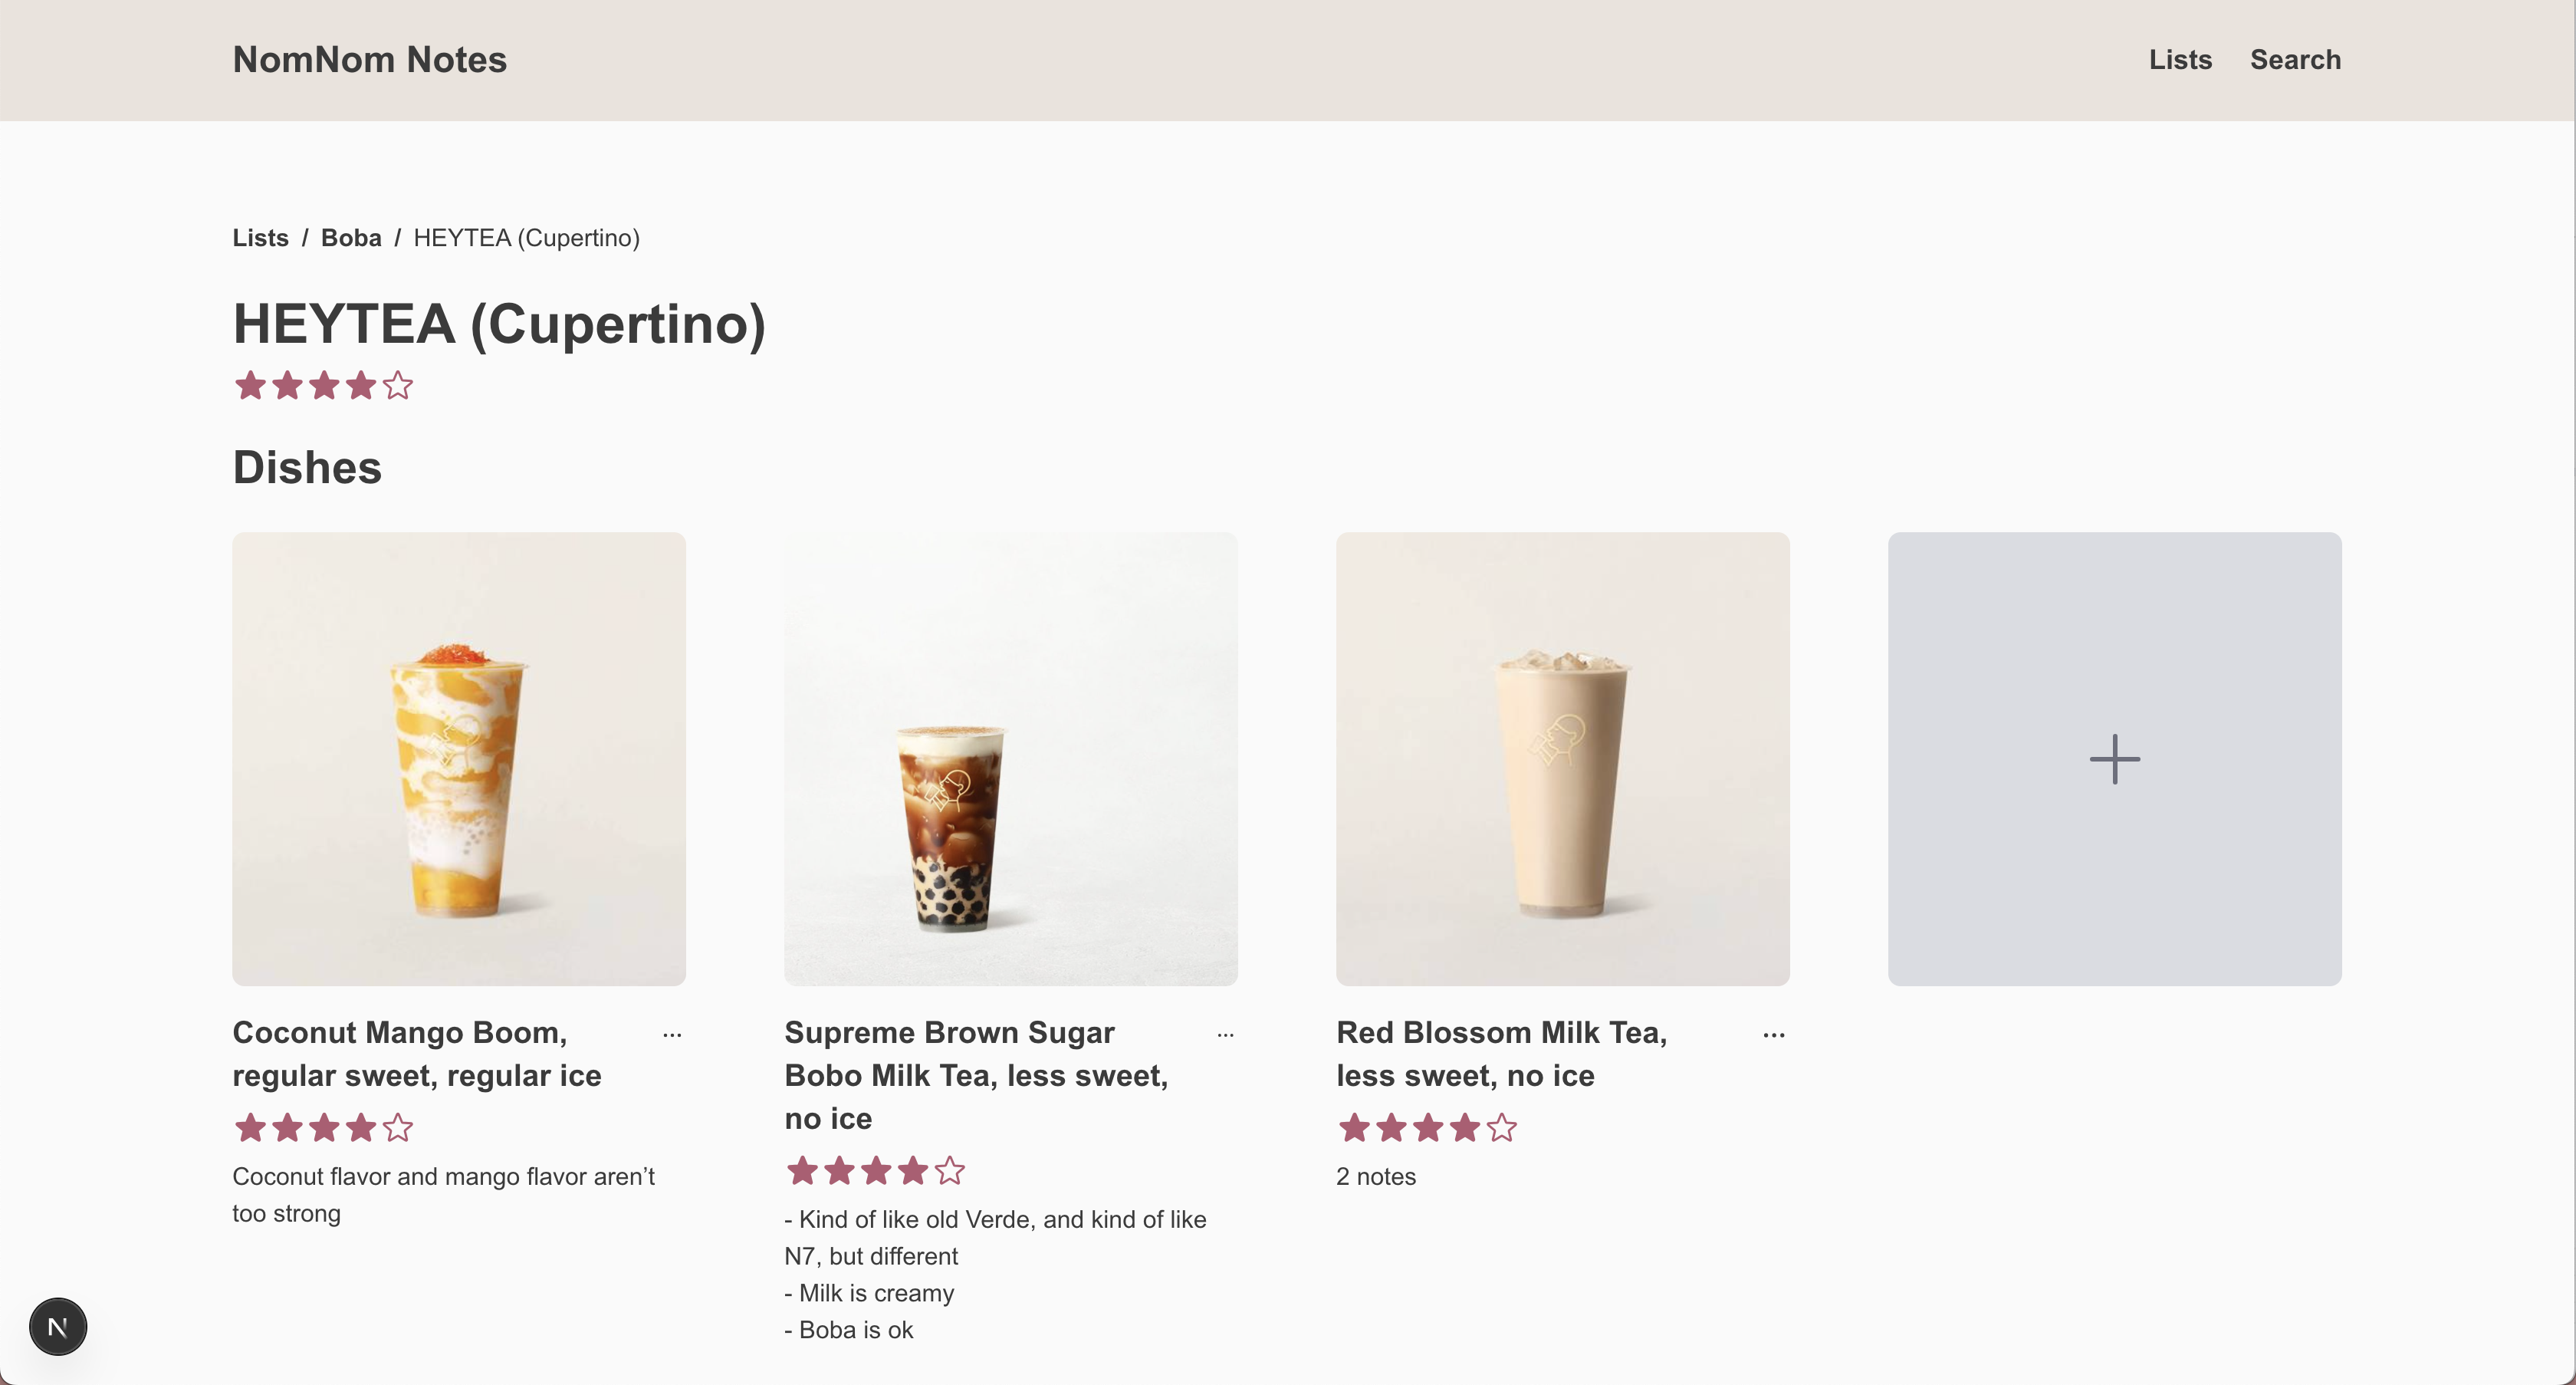 NomNom Notes
Lists
Search
Lists / Boba / HEYTEA (Cupertino)
HEYTEA (Cupertino)
Dishes
Coconut Mango Boom,
regular sweet, regular ice
...
Coconut flavor and mango flavor aren’t
too strong
Supreme Brown Sugar
Bobo Milk Tea, less sweet,
no ice
...
- Kind of like old Verde, and kind of like
N7, but different
- Milk is creamy
- Boba is ok
Red Blossom Milk Tea,
less sweet, no ice
...
2 notes
N